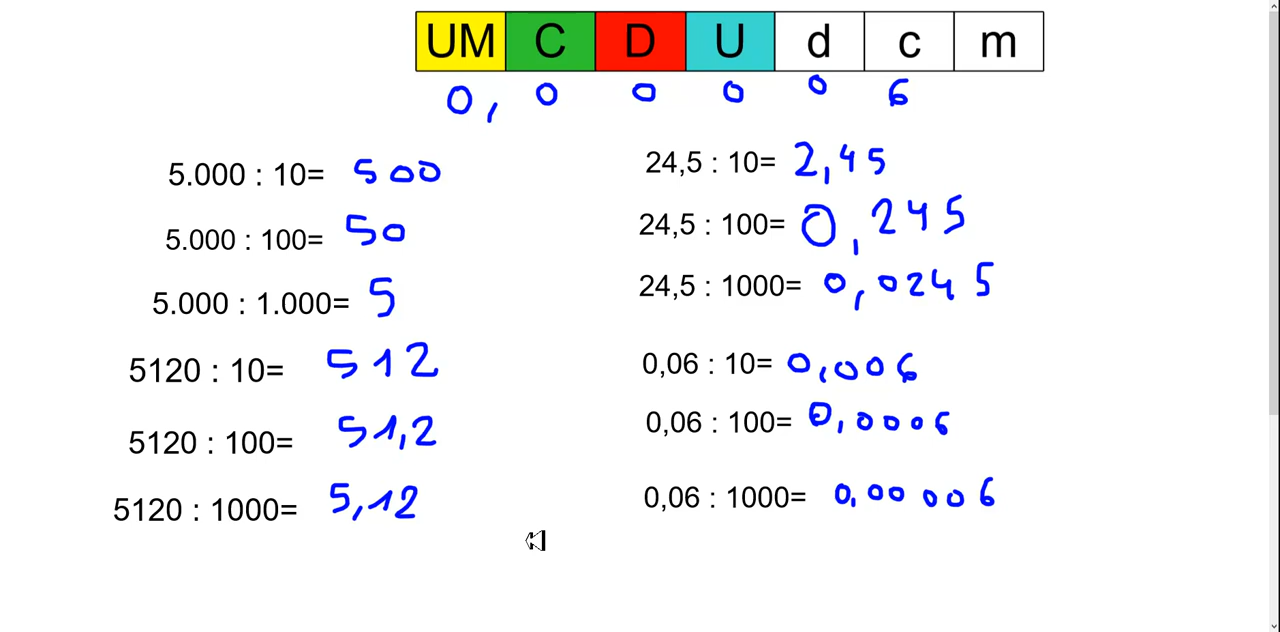 UM C D U d c m
0, 0 0 0 0 6
5.000 : 10= 500
5.000 : 100= 50
5.000 : 1.000= 5
5120 : 10= 512
5120 : 100= 51,2
5120 : 1000= 5,12
24,5 : 10= 2,45
24,5 : 100= 0,245
24,5 : 1000= 0,0245
0,06 : 10= 0,006
0,06 : 100= 0,0006
0,06 : 1000= 0,00006